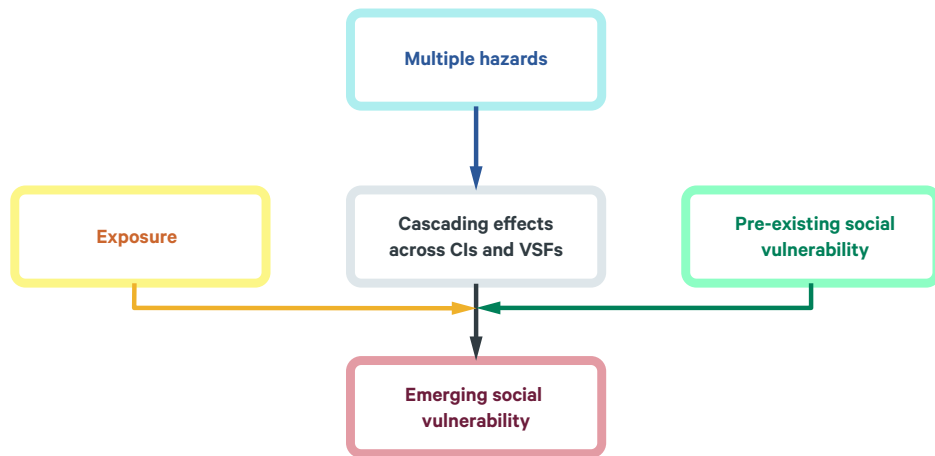 Multiple hazards
Exposure
Cascading effects
across CIs and VSFs
Pre-existing social
vulnerability
Emerging social
vulnerability